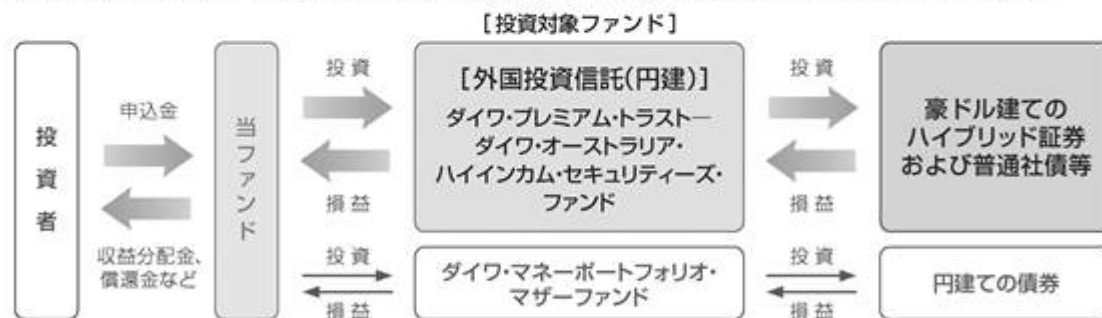 [投資対象ファンド]
投資者
申込金
収益分配金、
償還金など
当ファンド
投資
損益
[外国投資信託(円建)]
ダイワ・プレミアム・トラスト―
ダイワ・オーストラリア・
ハイインカム・セキュリティーズ・
ファンド
投資
損益
豪ドル建ての
ハイブリッド証券
および普通社債等
投資
損益
ダイワ・マネーポートフォリオ・
マザーファンド
投資
損益
円建ての債券